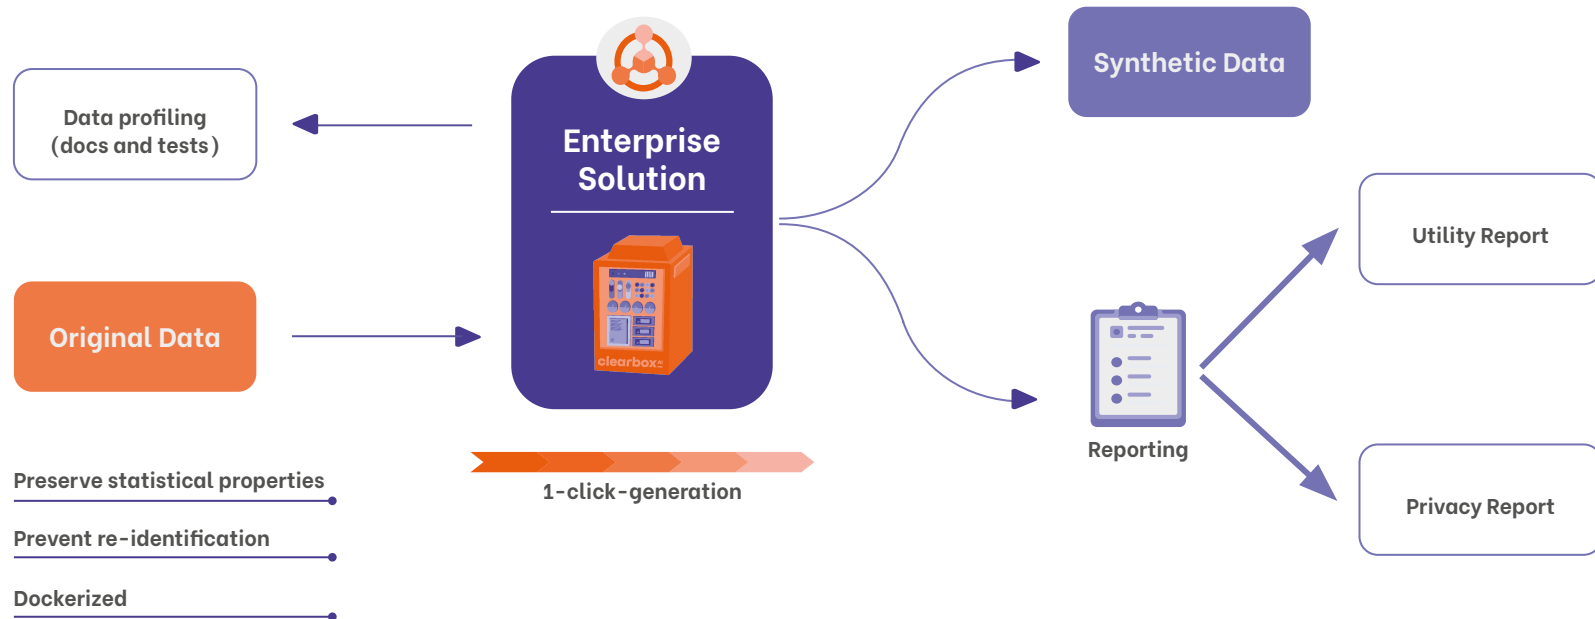 Data profiling
(docs and tests)
Original Data
Preserve statistical properties
Prevent re-identification
Dockerized
Enterprise
Solution
clearbox
1-click-generation
Synthetic Data
Reporting
Utility Report
Privacy Report